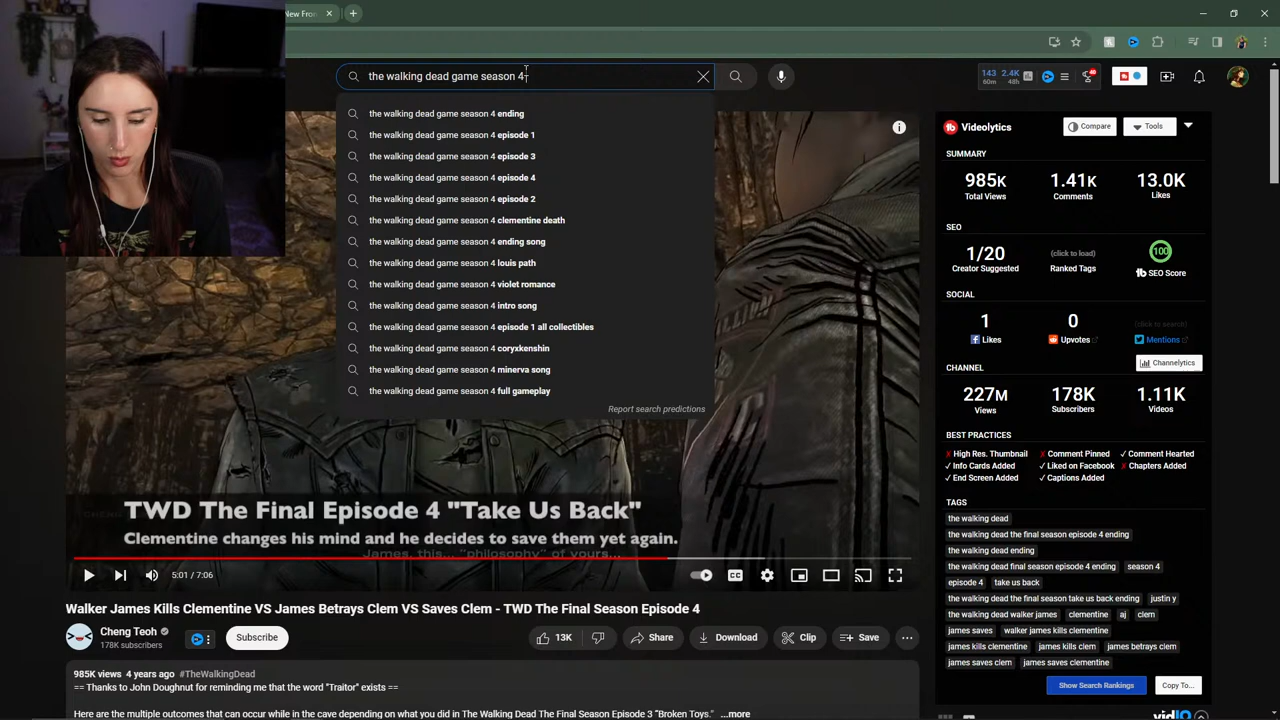 New Fron
the walking dead game season 4
143 2.4K
60m 48h
the walking dead game season 4 ending
the walking dead game season 4 episode 1
the walking dead game season 4 episode 3
the walking dead game season 4 episode 4
the walking dead game season 4 episode 2
the walking dead game season 4 clementine death
the walking dead game season 4 ending song
the walking dead game season 4 louis path
the walking dead game season 4 violet romance
the walking dead game season 4 intro song
the walking dead game season 4 episode 1 all collectibles
the walking dead game season 4 coryxkenshin
the walking dead game season 4 minerva song
the walking dead game season 4 full gameplay
Report search predictions
TWD The Final Episode 4 "Take Us Back"
Clementine changes his mind and he decides to save them yet again.
James, this... "philosophy" of yours...
5:01 / 7:06
CC
Walker James Kills Clementine VS James Betrays Clem VS Saves Clem - TWD The Final Season Episode 4
Cheng Teoh
178K subscribers
Subscribe
13K
Share
Download
Clip
Save
985K views 4 years ago #TheWalkingDead
== Thanks to John Doughnut for reminding me that the word "Traitor" exists ==
Here are the multiple outcomes that can occur while in the cave depending on what you did in The Walking Dead The Final Season Episode 3 "Broken Toys." ...more
tb Videolytics
Compare
Tools
SUMMARY
985K 1.41K 13.0K
Total Views Comments Likes
SEO
1/20 (click to load) 100
Creator Suggested Ranked Tags tb SEO Score
SOCIAL
1 0 (click to search)
Likes Upvotes Mentions
Channelytics
CHANNEL
227M 178K 1.11K
Views Subscribers Videos
BEST PRACTICES
✗ High Res. Thumbnail ✗ Comment Pinned ✓ Comment Hearted
✓ Info Cards Added ✓ Liked on Facebook ✗ Chapters Added
✓ End Screen Added ✓ Captions Added
TAGS
the walking dead
the walking dead the final season episode 4 ending
the walking dead ending
the walking dead final season episode 4 ending season 4
episode 4 take us back
the walking dead the final season take us back ending justin y
the walking dead walker james clementine aj clem
james saves walker james kills clementine
james kills clementine james kills clem james betrays clem
james saves clem james saves clementine
Show Search Rankings
Copy To...
vidIQ